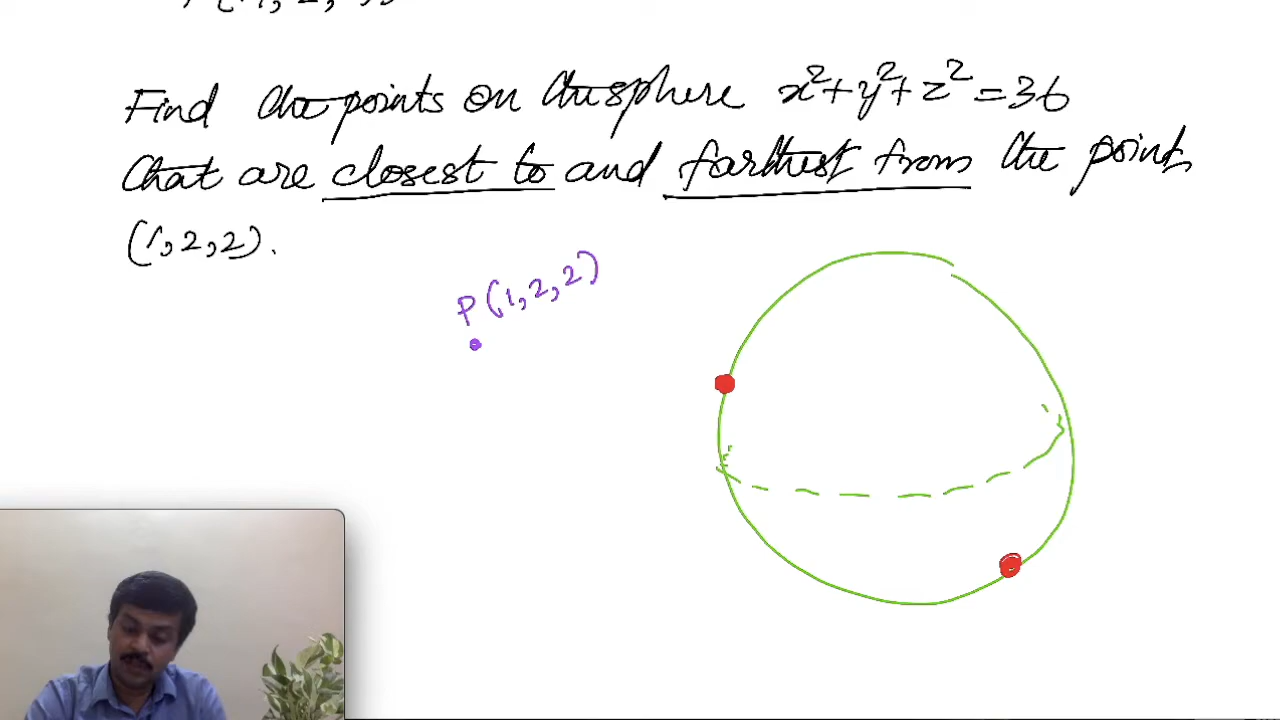 Find the points on the sphere x²+y²+z²=36
that are closest to and farthest from the point
(1,2,2).
P(1,2,2)